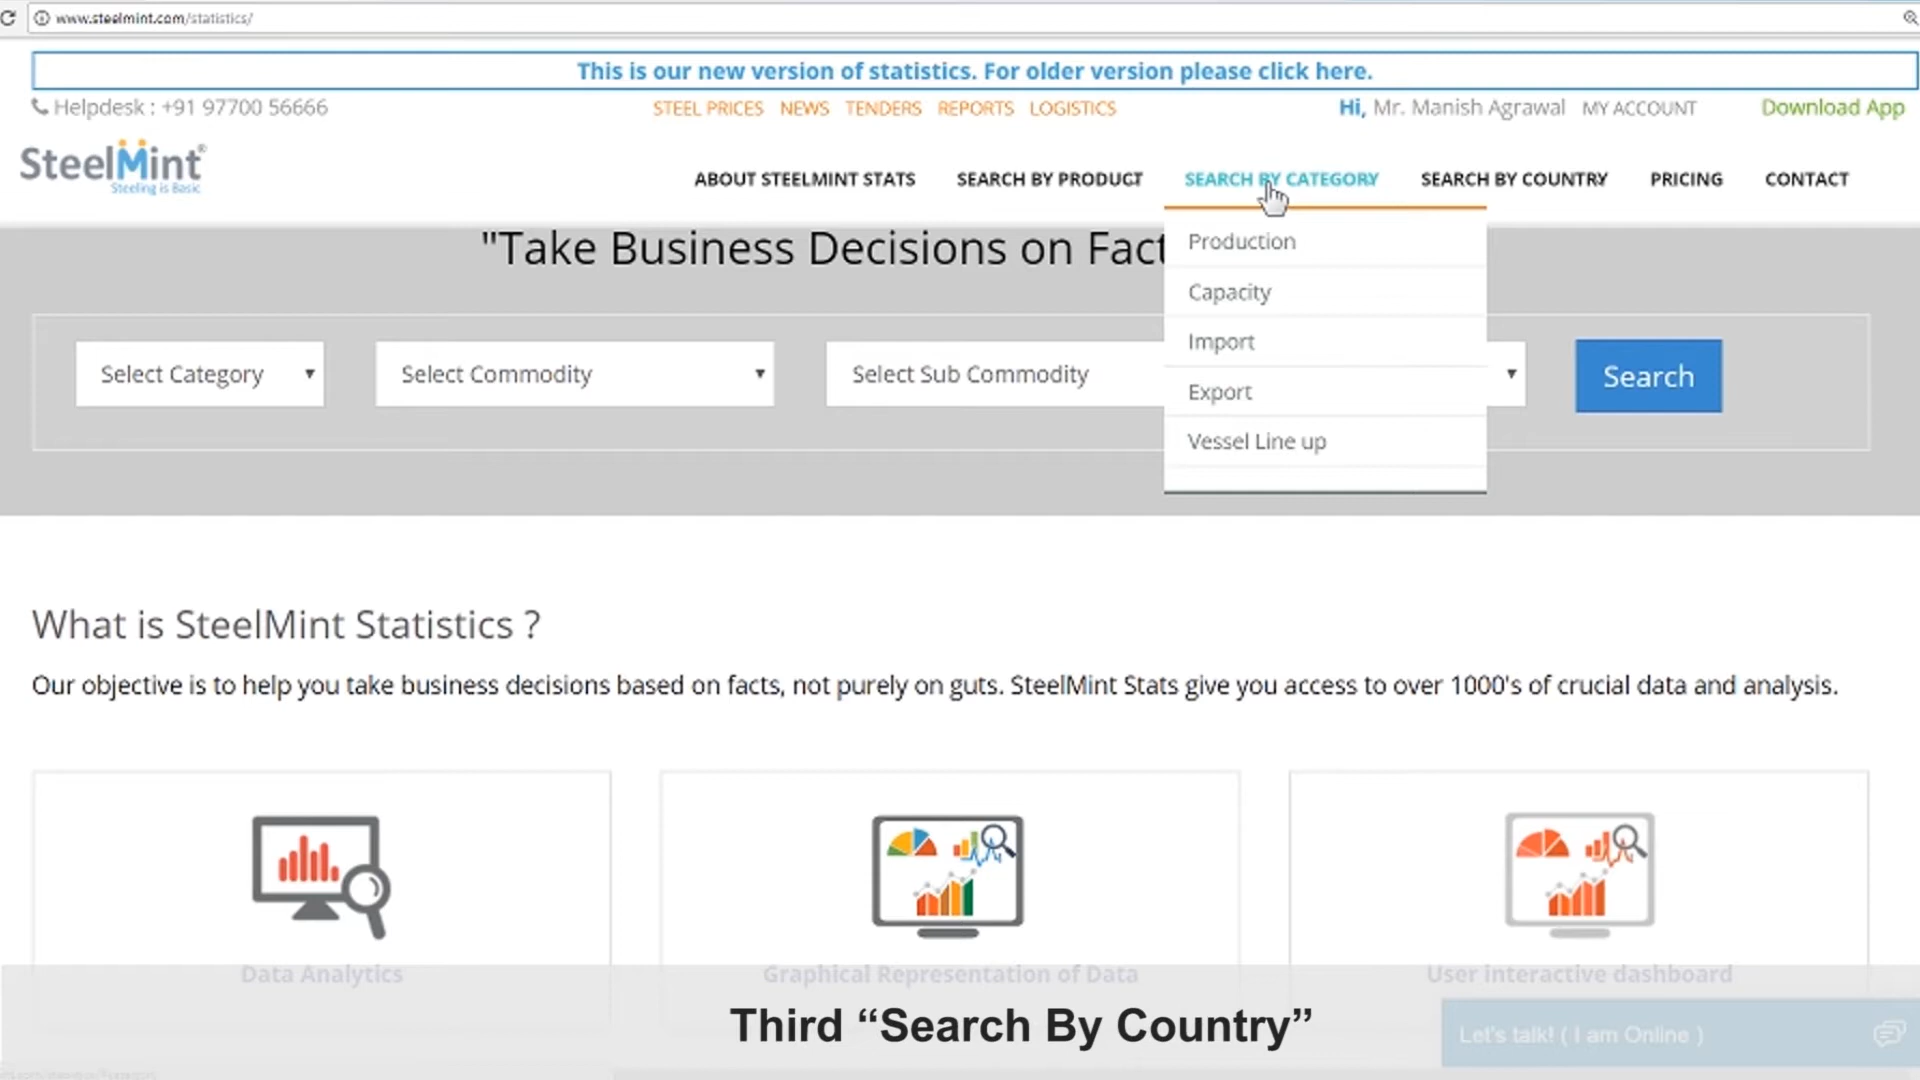 www.steelmint.com/statistics/
This is our new version of statistics. For older version please click here.
Helpdesk : +91 97700 56666
STEEL PRICES NEWS TENDERS REPORTS LOGISTICS
Hi, Mr. Manish Agrawal MY ACCOUNT
Download App
SteelMint®
Steeling is Basic
ABOUT STEELMINT STATS SEARCH BY PRODUCT SEARCH BY CATEGORY SEARCH BY COUNTRY PRICING CONTACT
"Take Business Decisions on Fact
Production
Capacity
Import
Export
Vessel Line up
Select Category
Select Commodity
Select Sub Commodity
Search
What is SteelMint Statistics ?
Our objective is to help you take business decisions based on facts, not purely on guts. SteelMint Stats give you access to over 1000's of crucial data and analysis.
Data Analytics
Graphical Representation of Data
User interactive dashboard
Third “Search By Country”
Let's talk! ( I am Online )